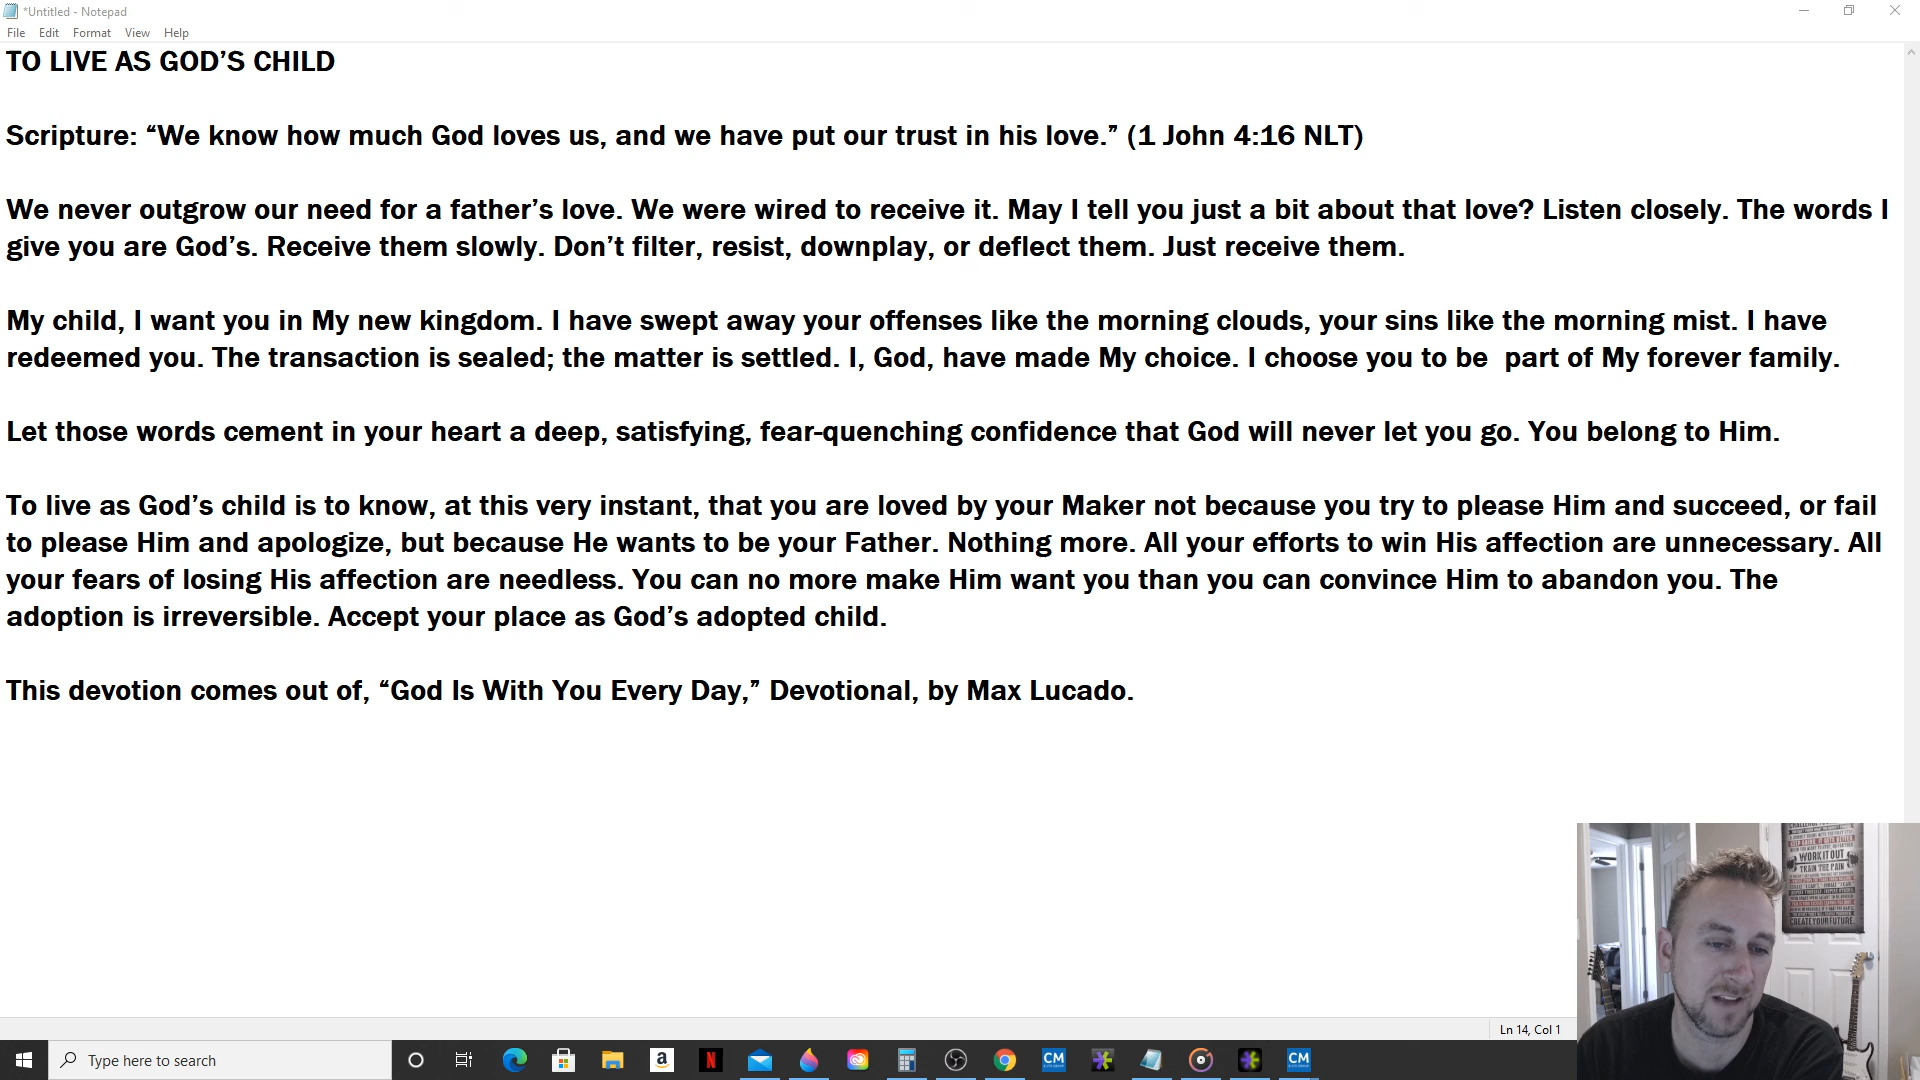 *Untitled - Notepad
File Edit Format View Help
TO LIVE AS GOD’S CHILD
Scripture: “We know how much God loves us, and we have put our trust in his love.” (1 John 4:16 NLT)
We never outgrow our need for a father’s love. We were wired to receive it. May I tell you just a bit about that love? Listen closely. The words I
give you are God’s. Receive them slowly. Don’t filter, resist, downplay, or deflect them. Just receive them.
My child, I want you in My new kingdom. I have swept away your offenses like the morning clouds, your sins like the morning mist. I have
redeemed you. The transaction is sealed; the matter is settled. I, God, have made My choice. I choose you to be  part of My forever family.
Let those words cement in your heart a deep, satisfying, fear-quenching confidence that God will never let you go. You belong to Him.
To live as God’s child is to know, at this very instant, that you are loved by your Maker not because you try to please Him and succeed, or fail
to please Him and apologize, but because He wants to be your Father. Nothing more. All your efforts to win His affection are unnecessary. All
your fears of losing His affection are needless. You can no more make Him want you than you can convince Him to abandon you. The
adoption is irreversible. Accept your place as God’s adopted child.
This devotion comes out of, “God Is With You Every Day,” Devotional, by Max Lucado.
WORK IT OUT
TRAIN THE PAIN
CREATE YOUR FUTURE
Ln 14, Col 1
Type here to search
a
N
CM
CM